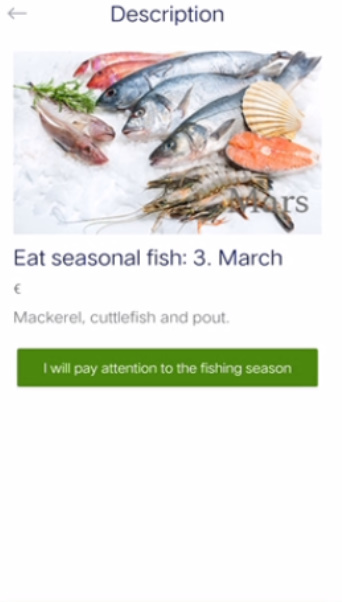 Description
Eat seasonal fish: 3. March
€
Mackerel, cuttlefish and pout.
I will pay attention to the fishing season